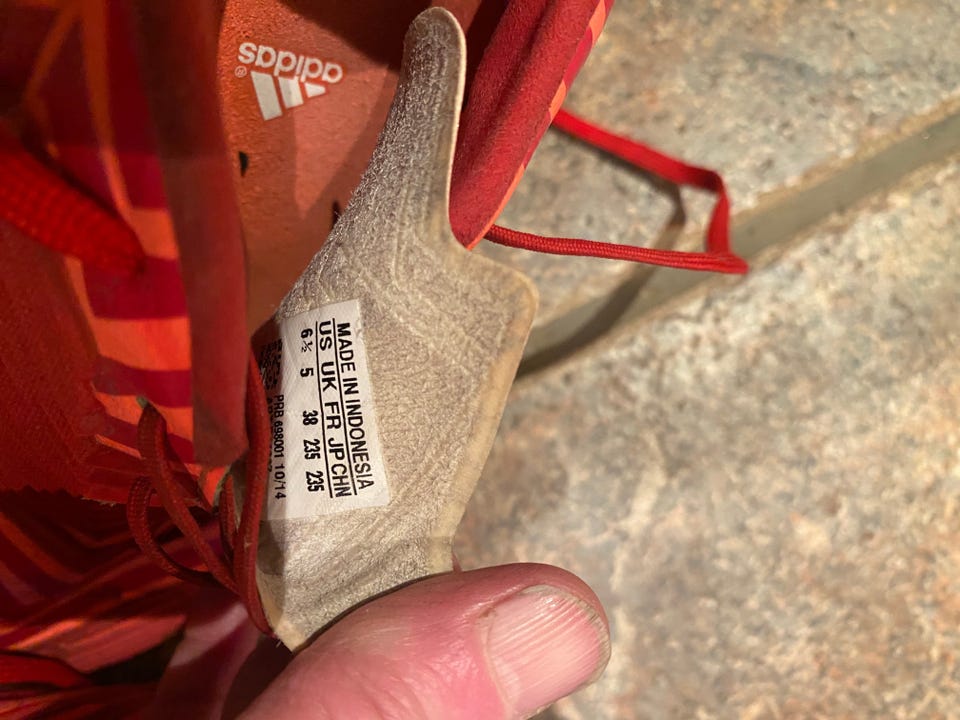 adidas®
MADE IN INDONESIA
US UK FR JP CHN
6½ 5 38 235 235
PRB 698001 10/14